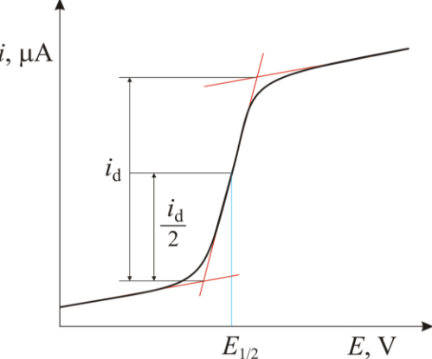 i, μA
i_d
i_d/2
E_1/2
E, V